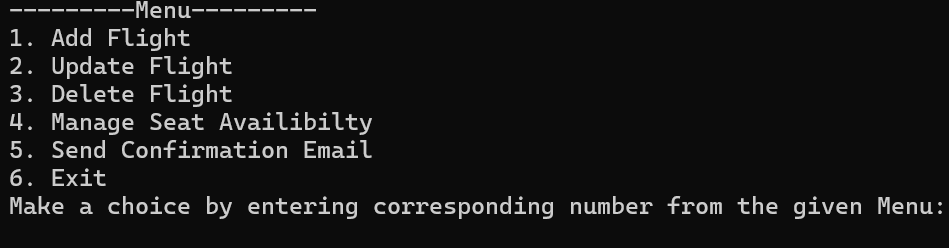 ---------Menu---------
1. Add Flight
2. Update Flight
3. Delete Flight
4. Manage Seat Availibilty
5. Send Confirmation Email
6. Exit
Make a choice by entering corresponding number from the given Menu: